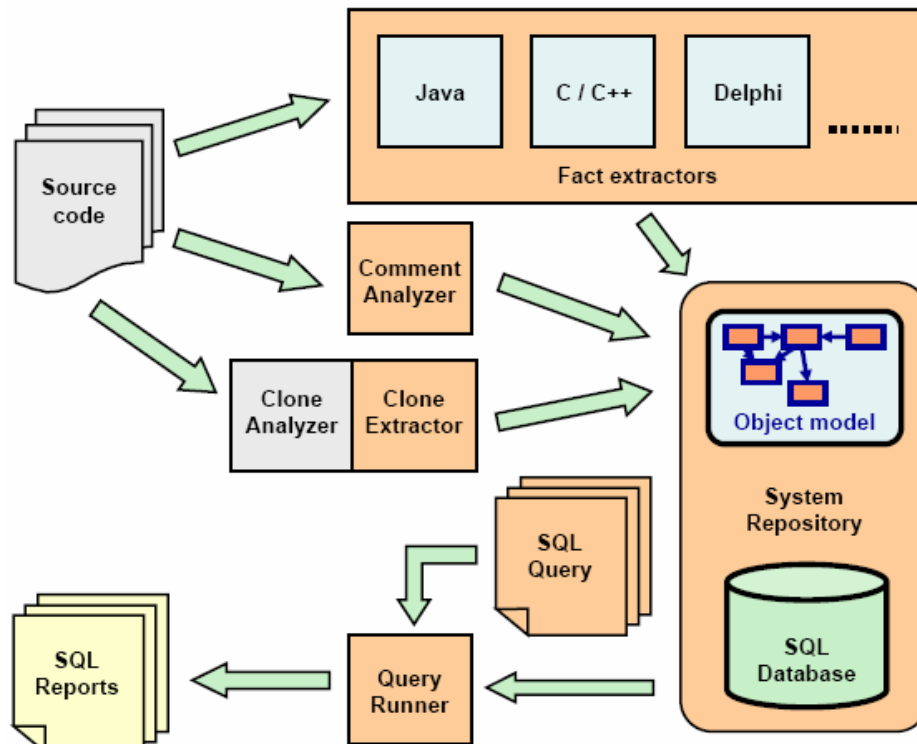 Java
C / C++
Delphi
Fact extractors
Source
code
Comment
Analyzer
Clone
Analyzer
Clone
Extractor
Object model
System
Repository
SQL
Query
SQL
Database
Query
Runner
SQL
Reports